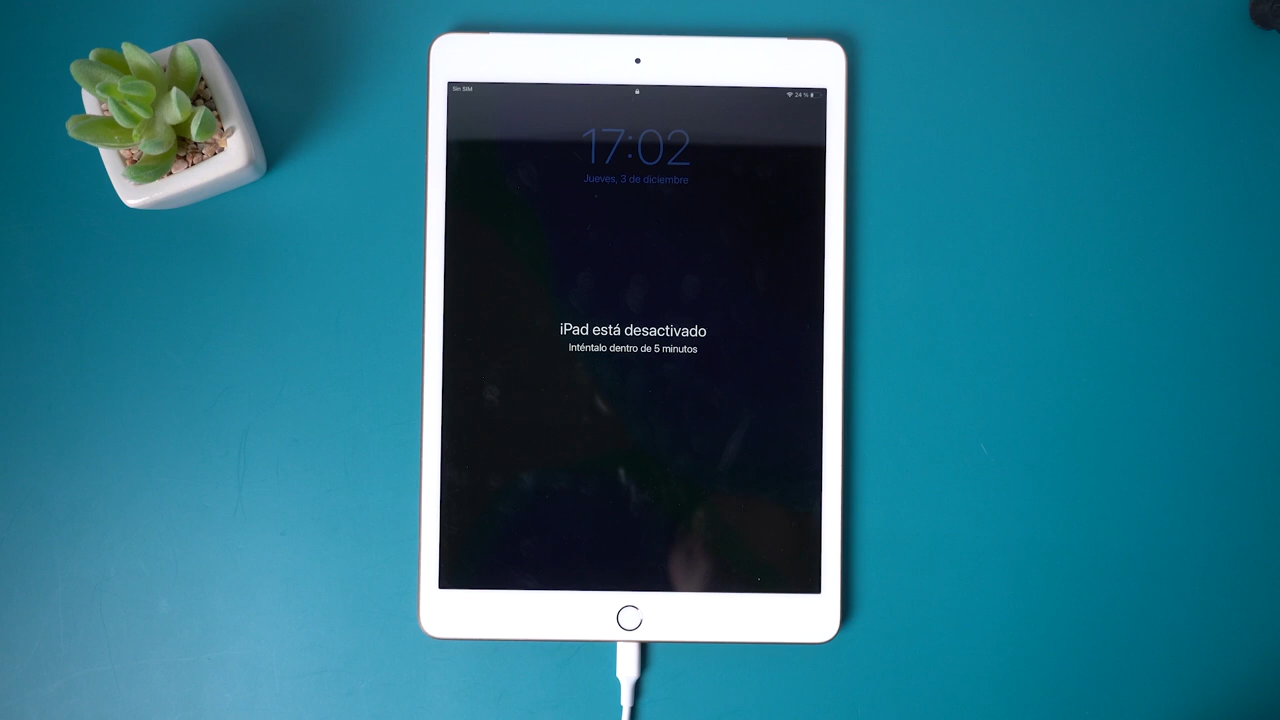 Sin SIM
24 %
17:02
Jueves, 3 de diciembre
iPad está desactivado
Inténtalo dentro de 5 minutos